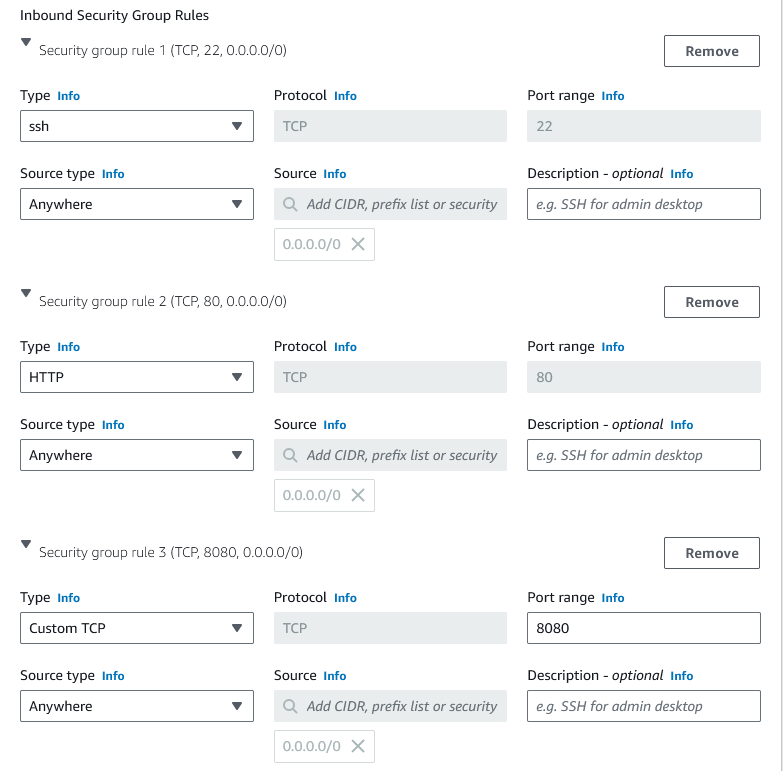 Inbound Security Group Rules
Security group rule 1 (TCP, 22, 0.0.0.0/0)
Remove
Type Info
Protocol Info
Port range Info
ssh
TCP
22
Source type Info
Source Info
Description - optional Info
Anywhere
Add CIDR, prefix list or security
e.g. SSH for admin desktop
0.0.0.0/0
Security group rule 2 (TCP, 80, 0.0.0.0/0)
Remove
Type Info
Protocol Info
Port range Info
HTTP
TCP
80
Source type Info
Source Info
Description - optional Info
Anywhere
Add CIDR, prefix list or security
e.g. SSH for admin desktop
0.0.0.0/0
Security group rule 3 (TCP, 8080, 0.0.0.0/0)
Remove
Type Info
Protocol Info
Port range Info
Custom TCP
TCP
8080
Source type Info
Source Info
Description - optional Info
Anywhere
Add CIDR, prefix list or security
e.g. SSH for admin desktop
0.0.0.0/0